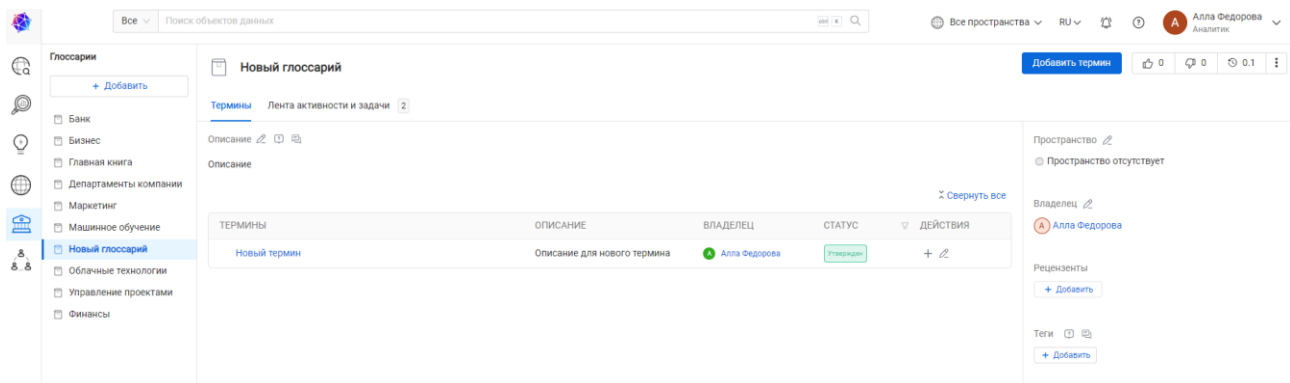 Все
Поиск объектов данных
ctrl K
Все пространства
RU
А
Алла Федорова
Аналитик
Глоссарии
+ Добавить
Банк
Бизнес
Главная книга
Департаменты компании
Маркетинг
Машинное обучение
Новый глоссарий
Облачные технологии
Управление проектами
Финансы
Новый глоссарий
Добавить термин
0
0
0.1
Термины
Лента активности и задачи 2
Описание
Описание
Свернуть все
ТЕРМИНЫ ОПИСАНИЕ ВЛАДЕЛЕЦ СТАТУС ДЕЙСТВИЯ
Новый термин Описание для нового термина А Алла Федорова Утвержден
Пространство
Пространство отсутствует
Владелец
А Алла Федорова
Рецензенты
+ Добавить
Теги
+ Добавить